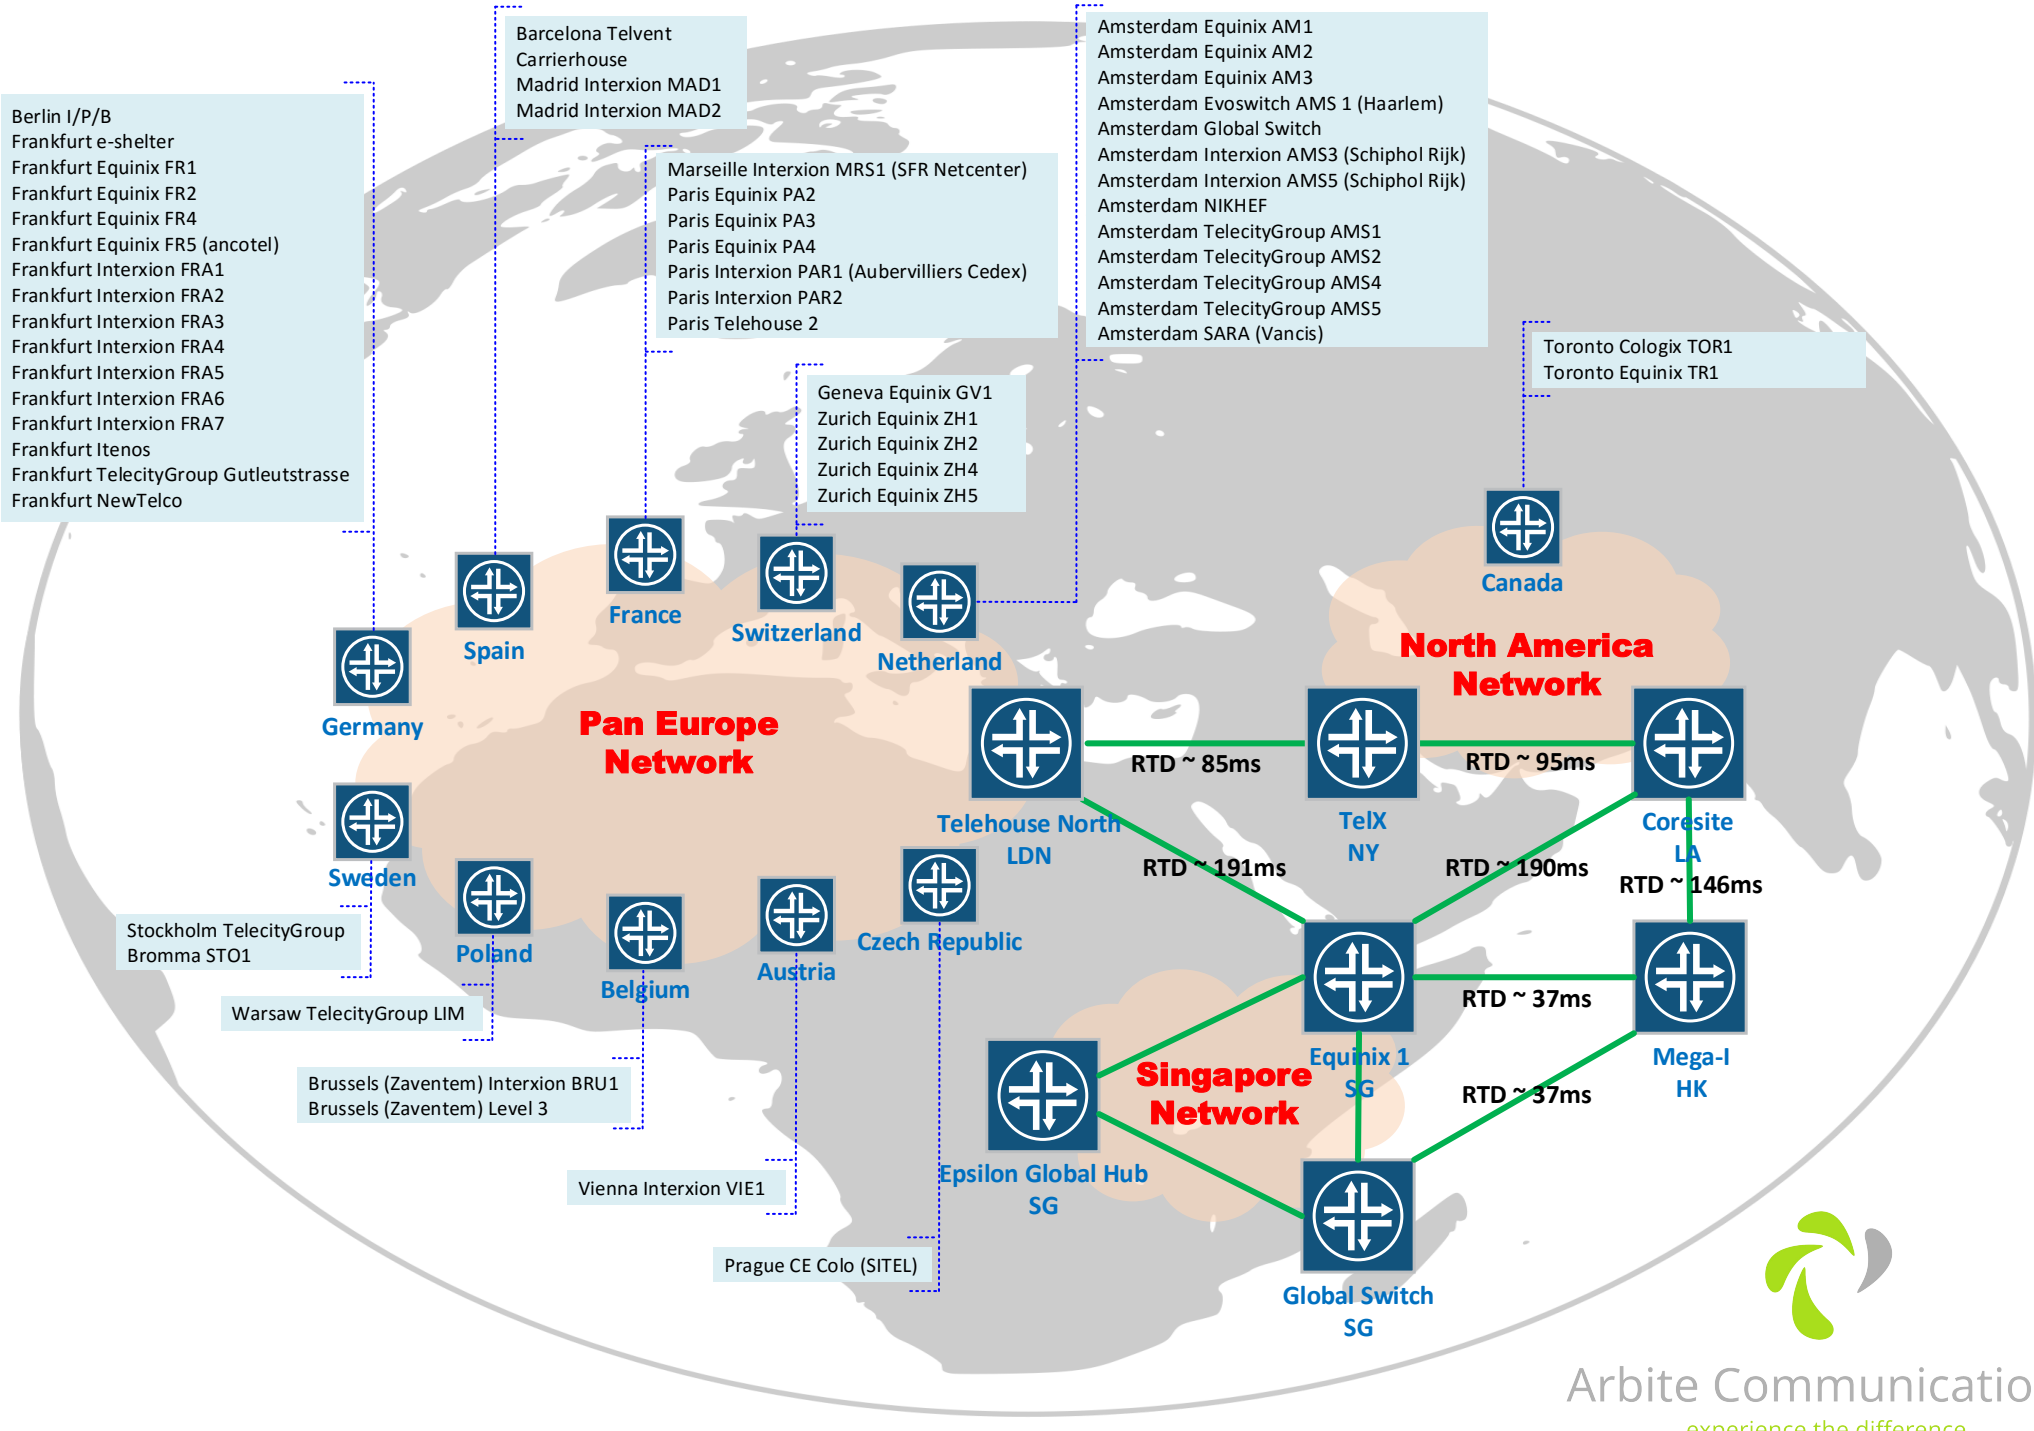 Barcelona Telvent
Carrierhouse
Madrid Interxion MAD1
Madrid Interxion MAD2
Amsterdam Equinix AM1
Amsterdam Equinix AM2
Amsterdam Equinix AM3
Amsterdam Evoswitch AMS 1 (Haarlem)
Amsterdam Global Switch
Amsterdam Interxion AMS3 (Schiphol Rijk)
Amsterdam Interxion AMS5 (Schiphol Rijk)
Amsterdam NIKHEF
Amsterdam TelecityGroup AMS1
Amsterdam TelecityGroup AMS2
Amsterdam TelecityGroup AMS4
Amsterdam TelecityGroup AMS5
Amsterdam SARA (Vancis)
Berlin I/P/B
Frankfurt e-shelter
Frankfurt Equinix FR1
Frankfurt Equinix FR2
Frankfurt Equinix FR4
Frankfurt Equinix FR5 (ancotel)
Frankfurt Interxion FRA1
Frankfurt Interxion FRA2
Frankfurt Interxion FRA3
Frankfurt Interxion FRA4
Frankfurt Interxion FRA5
Frankfurt Interxion FRA6
Frankfurt Interxion FRA7
Frankfurt Itenos
Frankfurt TelecityGroup Gutleutstrasse
Frankfurt NewTelco
Marseille Interxion MRS1 (SFR Netcenter)
Paris Equinix PA2
Paris Equinix PA3
Paris Equinix PA4
Paris Interxion PAR1 (Aubervilliers Cedex)
Paris Interxion PAR2
Paris Telehouse 2
Toronto Cologix TOR1
Toronto Equinix TR1
Geneva Equinix GV1
Zurich Equinix ZH1
Zurich Equinix ZH2
Zurich Equinix ZH4
Zurich Equinix ZH5
Canada
France
Switzerland
Spain
Netherland
Germany
North America
Network
Pan Europe
Network
RTD ~ 85ms
RTD ~ 95ms
Telehouse North
LDN
TelX
NY
Coresite
LA
RTD ~ 191ms
RTD ~ 190ms
RTD ~ 146ms
Sweden
Poland
Belgium
Austria
Czech Republic
Stockholm TelecityGroup
Bromma STO1
Warsaw TelecityGroup LIM
Brussels (Zaventem) Interxion BRU1
Brussels (Zaventem) Level 3
Vienna Interxion VIE1
Prague CE Colo (SITEL)
RTD ~ 37ms
Equinix 1
SG
Mega-I
HK
Singapore
Network
RTD ~ 37ms
Epsilon Global Hub
SG
Global Switch
SG
Arbite Communicatio
experience the difference